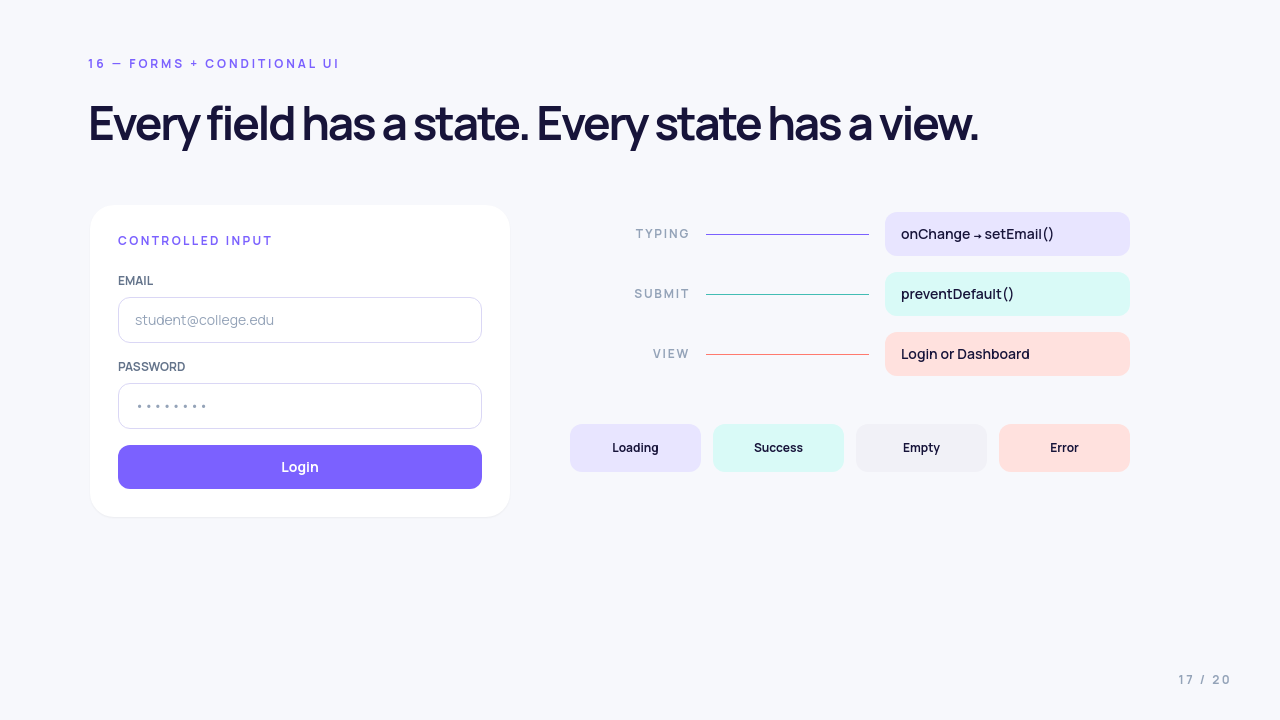 16 — FORMS + CONDITIONAL UI
Every field has a state. Every state has a view.
CONTROLLED INPUT
EMAIL
student@college.edu
PASSWORD
••••••••
Login
TYPING
onChange → setEmail()
SUBMIT
preventDefault()
VIEW
Login or Dashboard
Loading
Success
Empty
Error
17 / 20